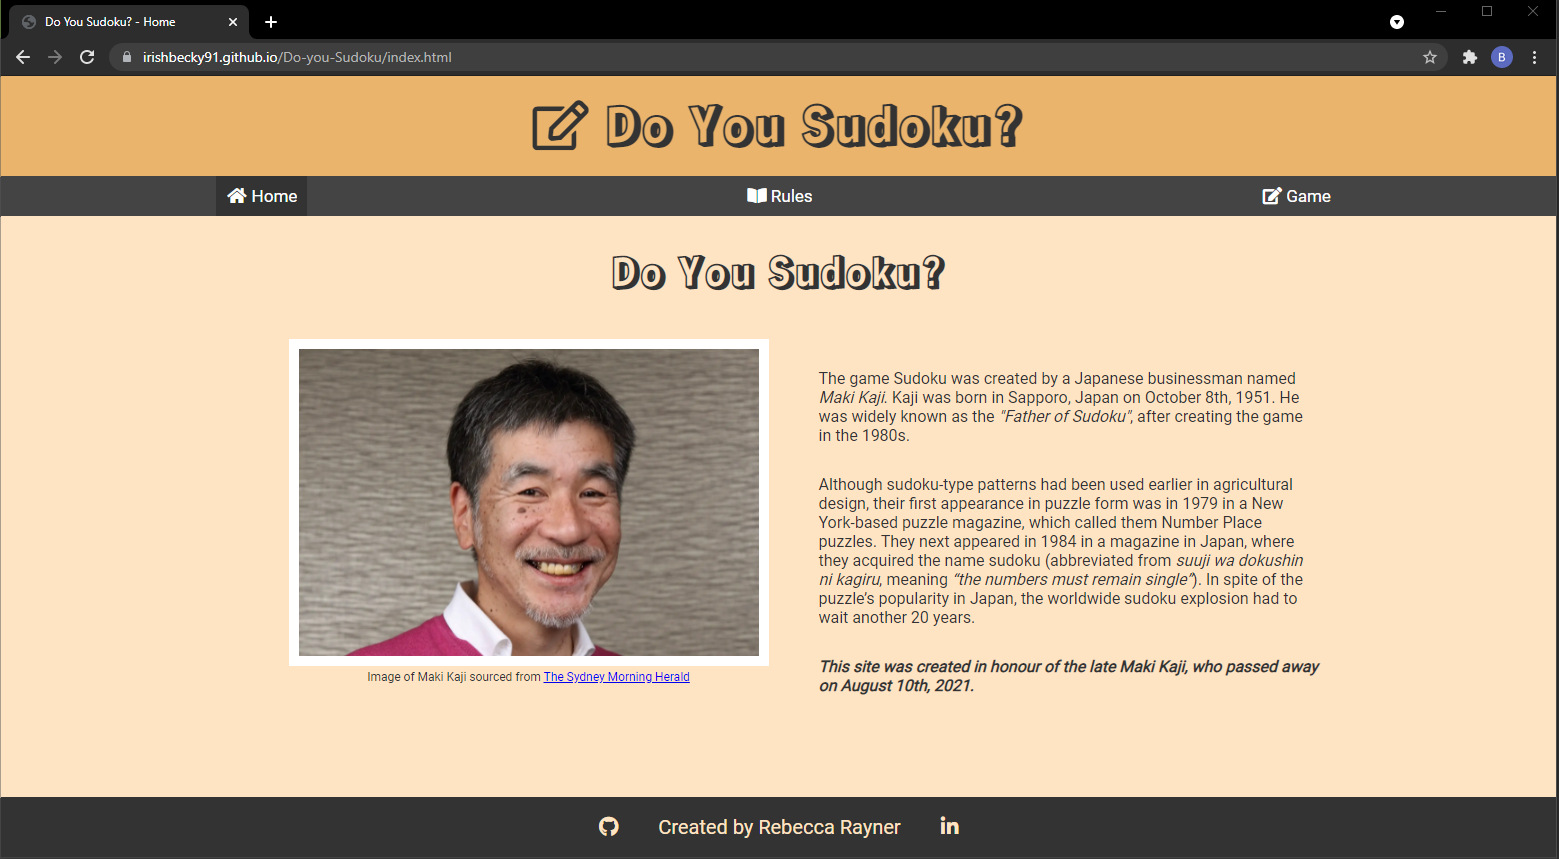 Do You Sudoku? - Home
irishbecky91.github.io/Do-you-Sudoku/index.html
B
Do You Sudoku?
Home
Rules
Game
Do You Sudoku?
The game Sudoku was created by a Japanese businessman named
Maki Kaji. Kaji was born in Sapporo, Japan on October 8th, 1951. He
was widely known as the "Father of Sudoku", after creating the game
in the 1980s.
Although sudoku-type patterns had been used earlier in agricultural
design, their first appearance in puzzle form was in 1979 in a New
York-based puzzle magazine, which called them Number Place
puzzles. They next appeared in 1984 in a magazine in Japan, where
they acquired the name sudoku (abbreviated from suuji wa dokushin
ni kagiru, meaning “the numbers must remain single”). In spite of the
puzzle’s popularity in Japan, the worldwide sudoku explosion had to
wait another 20 years.
This site was created in honour of the late Maki Kaji, who passed away
on August 10th, 2021.
Image of Maki Kaji sourced from The Sydney Morning Herald
Created by Rebecca Rayner
in